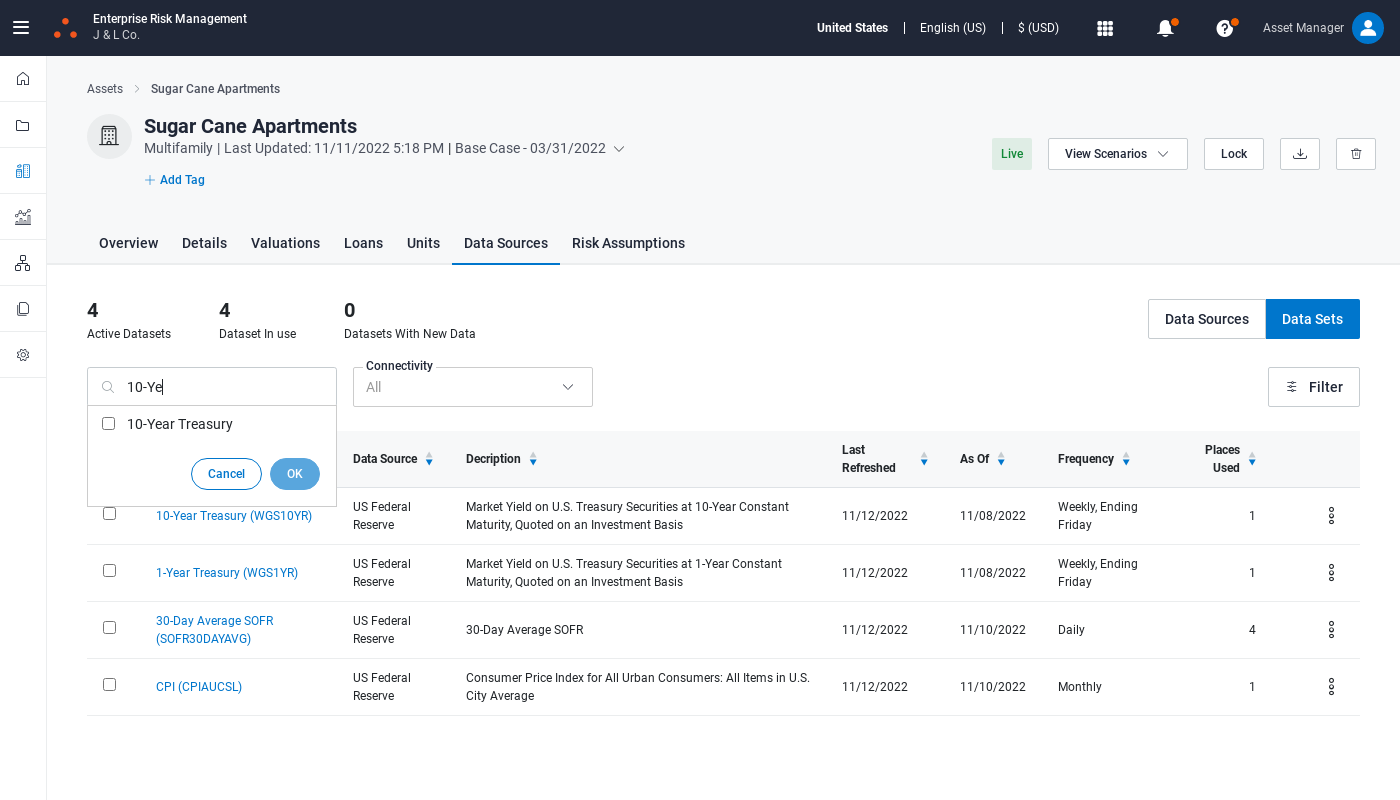 Enterprise Risk Management
J & L Co.
United States
English (US)
$ (USD)
Asset Manager
Assets
Sugar Cane Apartments
Sugar Cane Apartments
Multifamily | Last Updated: 11/11/2022 5:18 PM | Base Case - 03/31/2022
Add Tag
Live
View Scenarios
Lock
Overview
Details
Valuations
Loans
Units
Data Sources
Risk Assumptions
4
Active Datasets
4
Dataset In use
0
Datasets With New Data
Data Sources
Data Sets
10-Ye
Connectivity
All
Filter
10-Year Treasury
Cancel
OK
Data Source
Decription
Last
Refreshed
As Of
Frequency
Places
Used
10-Year Treasury (WGS10YR)
US Federal
Reserve
Market Yield on U.S. Treasury Securities at 10-Year Constant
Maturity, Quoted on an Investment Basis
11/12/2022
11/08/2022
Weekly, Ending
Friday
1
1-Year Treasury (WGS1YR)
US Federal
Reserve
Market Yield on U.S. Treasury Securities at 1-Year Constant
Maturity, Quoted on an Investment Basis
11/12/2022
11/08/2022
Weekly, Ending
Friday
1
30-Day Average SOFR
(SOFR30DAYAVG)
US Federal
Reserve
30-Day Average SOFR
11/12/2022
11/10/2022
Daily
4
CPI (CPIAUCSL)
US Federal
Reserve
Consumer Price Index for All Urban Consumers: All Items in U.S.
City Average
11/12/2022
11/10/2022
Monthly
1